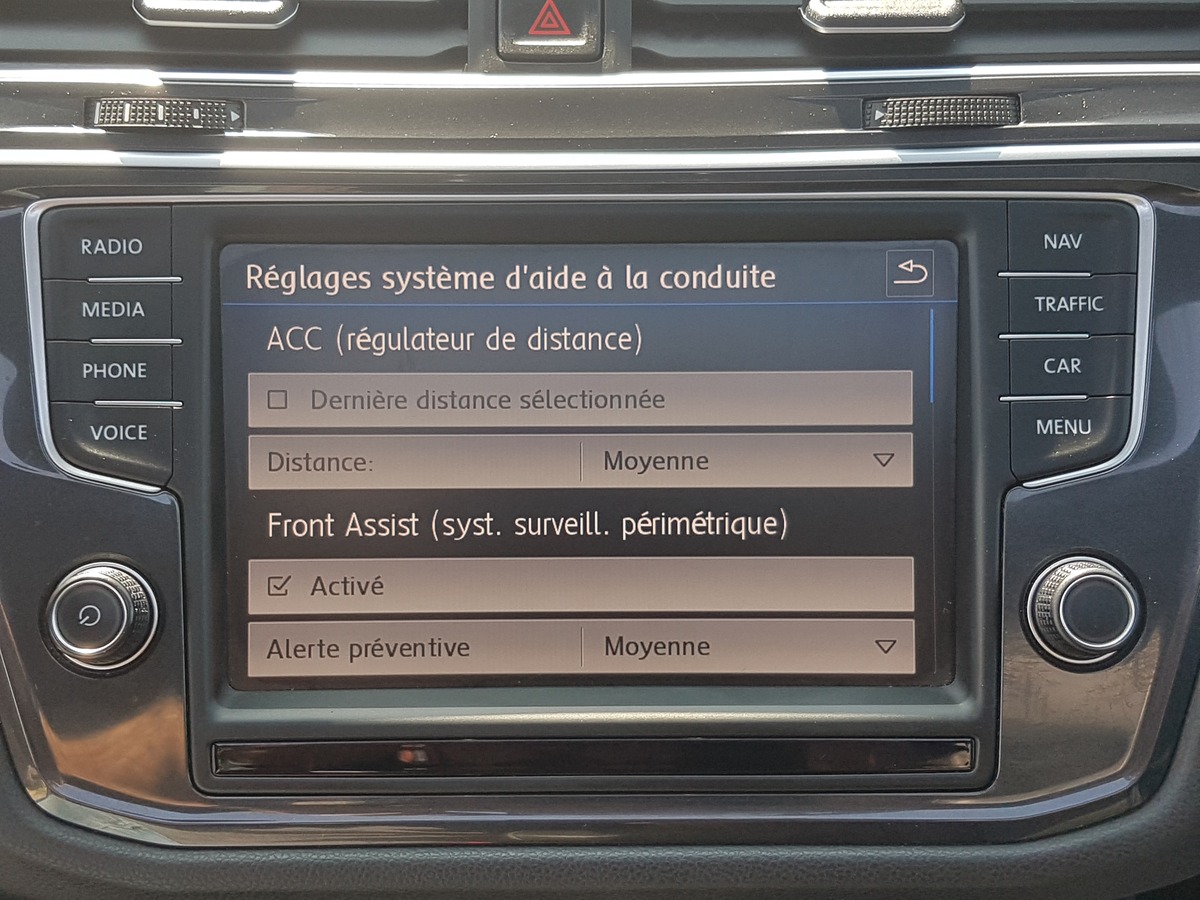 RADIO
MEDIA
PHONE
VOICE
Réglages système d'aide à la conduite
ACC (régulateur de distance)
Dernière distance sélectionnée
Distance: Moyenne
Front Assist (syst. surveill. périmétrique)
Activé
Alerte préventive Moyenne
NAV
TRAFFIC
CAR
MENU